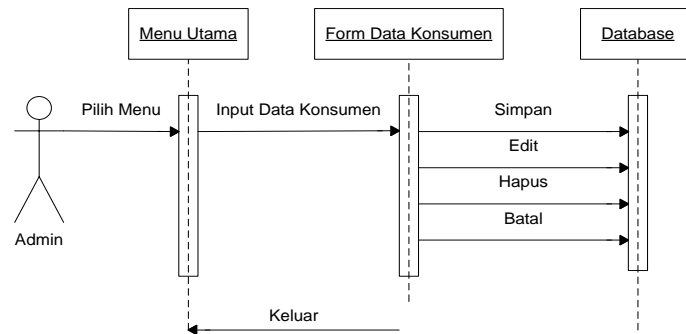 Menu Utama
Form Data Konsumen
Database
Pilih Menu
Input Data Konsumen
Simpan
Edit
Hapus
Batal
Admin
Keluar